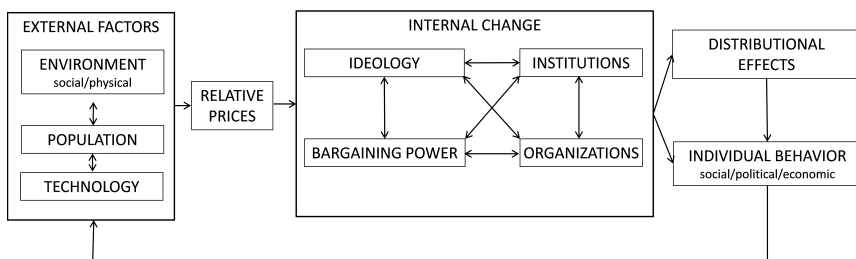 EXTERNAL FACTORS
ENVIRONMENT
social/physical
POPULATION
TECHNOLOGY
RELATIVE
PRICES
INTERNAL CHANGE
IDEOLOGY
INSTITUTIONS
BARGAINING POWER
ORGANIZATIONS
DISTRIBUTIONAL
EFFECTS
INDIVIDUAL BEHAVIOR
social/political/economic